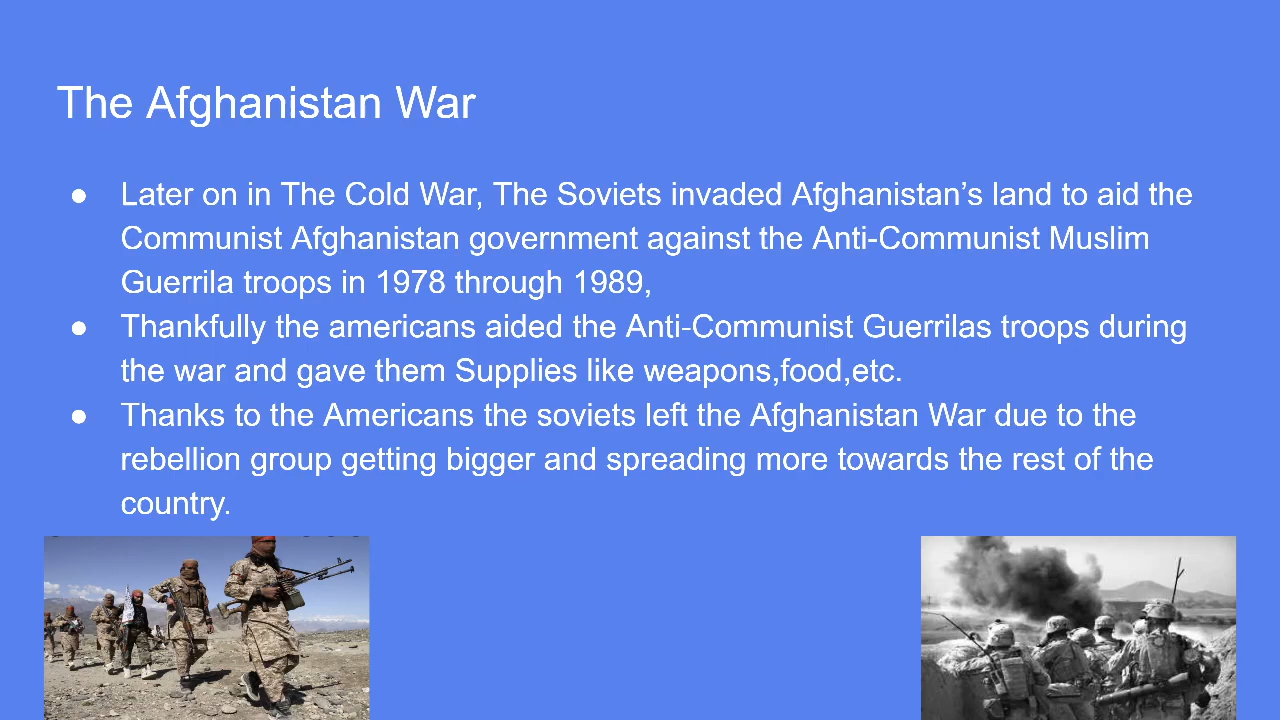 The Afghanistan War
● Later on in The Cold War, The Soviets invaded Afghanistan’s land to aid the
Communist Afghanistan government against the Anti-Communist Muslim
Guerrila troops in 1978 through 1989,
● Thankfully the americans aided the Anti-Communist Guerrilas troops during
the war and gave them Supplies like weapons,food,etc.
● Thanks to the Americans the soviets left the Afghanistan War due to the
rebellion group getting bigger and spreading more towards the rest of the
country.